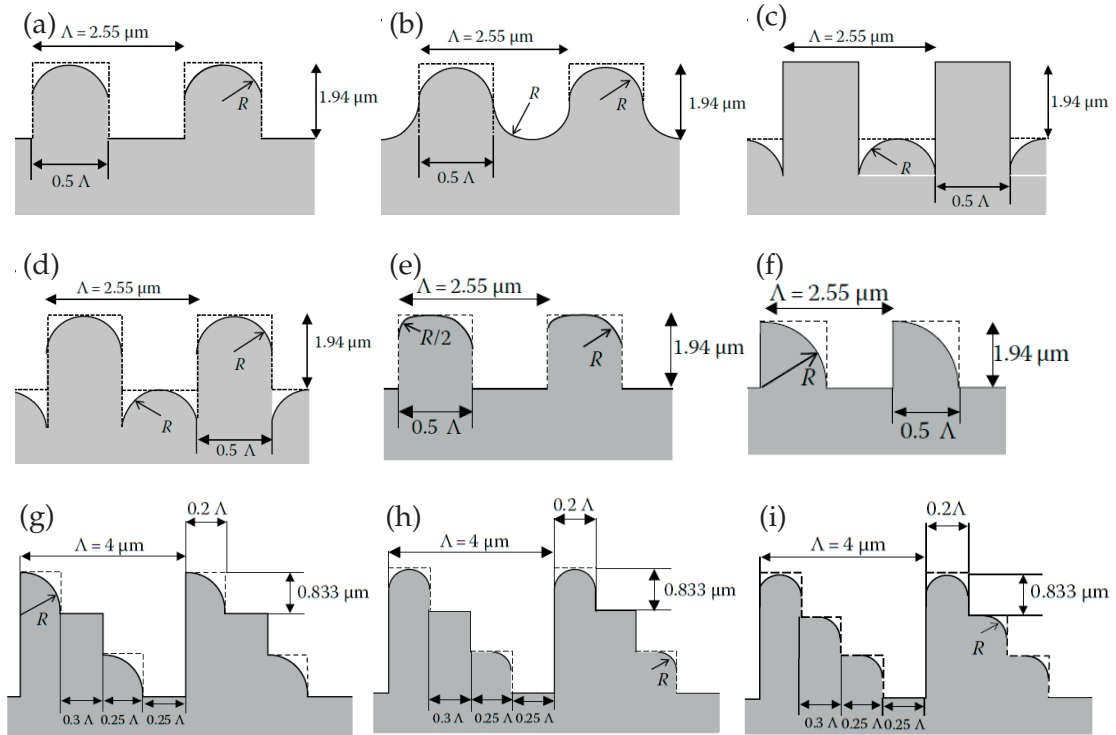 (a)
Λ = 2.55 µm
R
1.94 µm
0.5 Λ
(b)
Λ = 2.55 µm
R
R
1.94 µm
0.5 Λ
(c)
Λ = 2.55 µm
1.94 µm
R
0.5 Λ
(d)
Λ = 2.55 µm
R
1.94 µm
R
0.5 Λ
(e)
Λ = 2.55 µm
R/2
R
1.94 µm
0.5 Λ
(f)
Λ = 2.55 µm
R
1.94 µm
0.5 Λ
(g)
0.2 Λ
Λ = 4 µm
0.833 µm
R
0.3 Λ 0.25 Λ 0.25 Λ
(h)
0.2 Λ
Λ = 4 µm
0.833 µm
R
0.3 Λ 0.25 Λ 0.25 Λ
(i)
0.2 Λ
Λ = 4 µm
0.833 µm
R
0.3 Λ 0.25 Λ 0.25 Λ